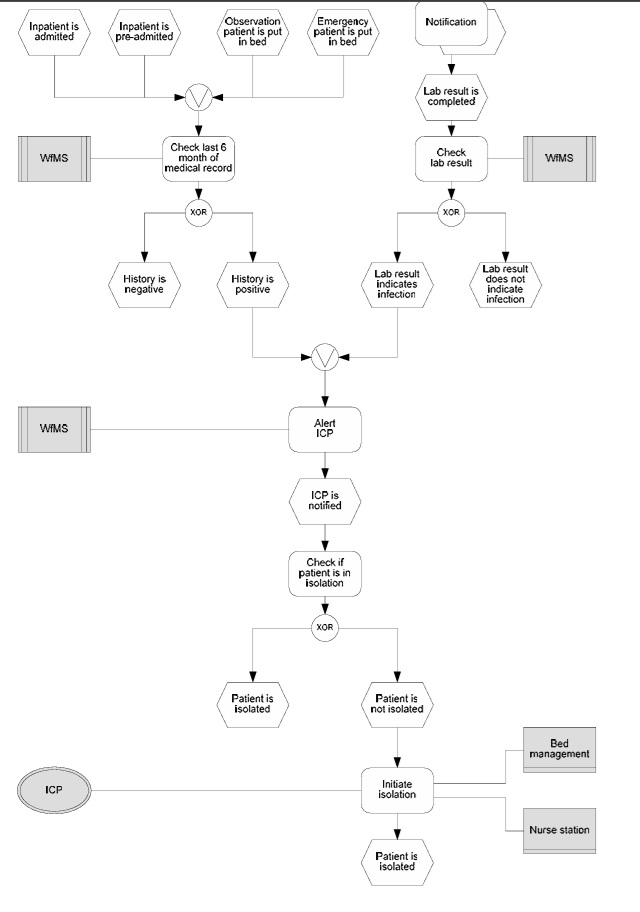 Inpatient is
admitted
Inpatient is
pre-admitted
Observation
patient is put
in bed
Emergency
patient is put
in bed
Notification
Lab result is
completed
WfMS
Check last 6
month of
medical record
Check
lab result
WfMS
XOR
XOR
History is
negative
History is
positive
Lab result
indicates
infection
Lab result
does not
indicate
infection
WfMS
Alert
ICP
ICP is
notified
Check if
patient is in
isolation
XOR
Patient is
isolated
Patient is
not isolated
Bed
management
ICP
Initiate
isolation
Nurse station
Patient is
isolated